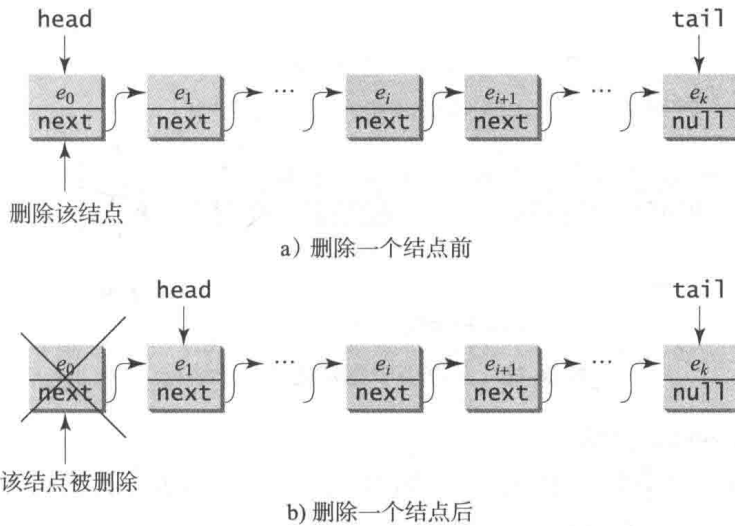 head tail
e0 e1 ... ei ei+1 ... ek
next next next next null
删除该结点
a）删除一个结点前
head tail
e0 e1 ... ei ei+1 ... ek
next next next next null
该结点被删除
b) 删除一个结点后